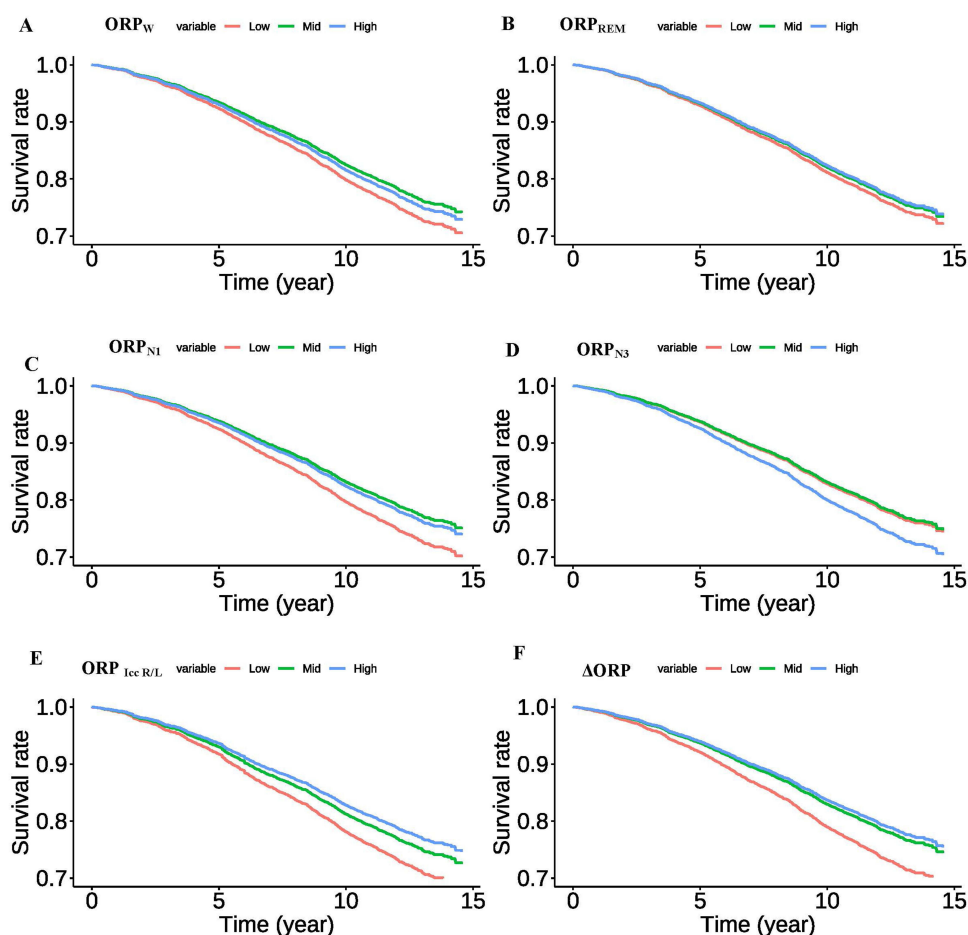 A ORP_W variable Low Mid High
Survival rate
1.0
0.9
0.8
0.7
0 5 10 15
Time (year)
B ORP_REM variable Low Mid High
Survival rate
1.0
0.9
0.8
0.7
0 5 10 15
Time (year)
C ORP_N1 variable Low Mid High
Survival rate
1.0
0.9
0.8
0.7
0 5 10 15
Time (year)
D ORP_N3 variable Low Mid High
Survival rate
1.0
0.9
0.8
0.7
0 5 10 15
Time (year)
E ORP Icc R/L variable Low Mid High
Survival rate
1.0
0.9
0.8
0.7
0 5 10 15
Time (year)
F ΔORP variable Low Mid High
Survival rate
1.0
0.9
0.8
0.7
0 5 10 15
Time (year)